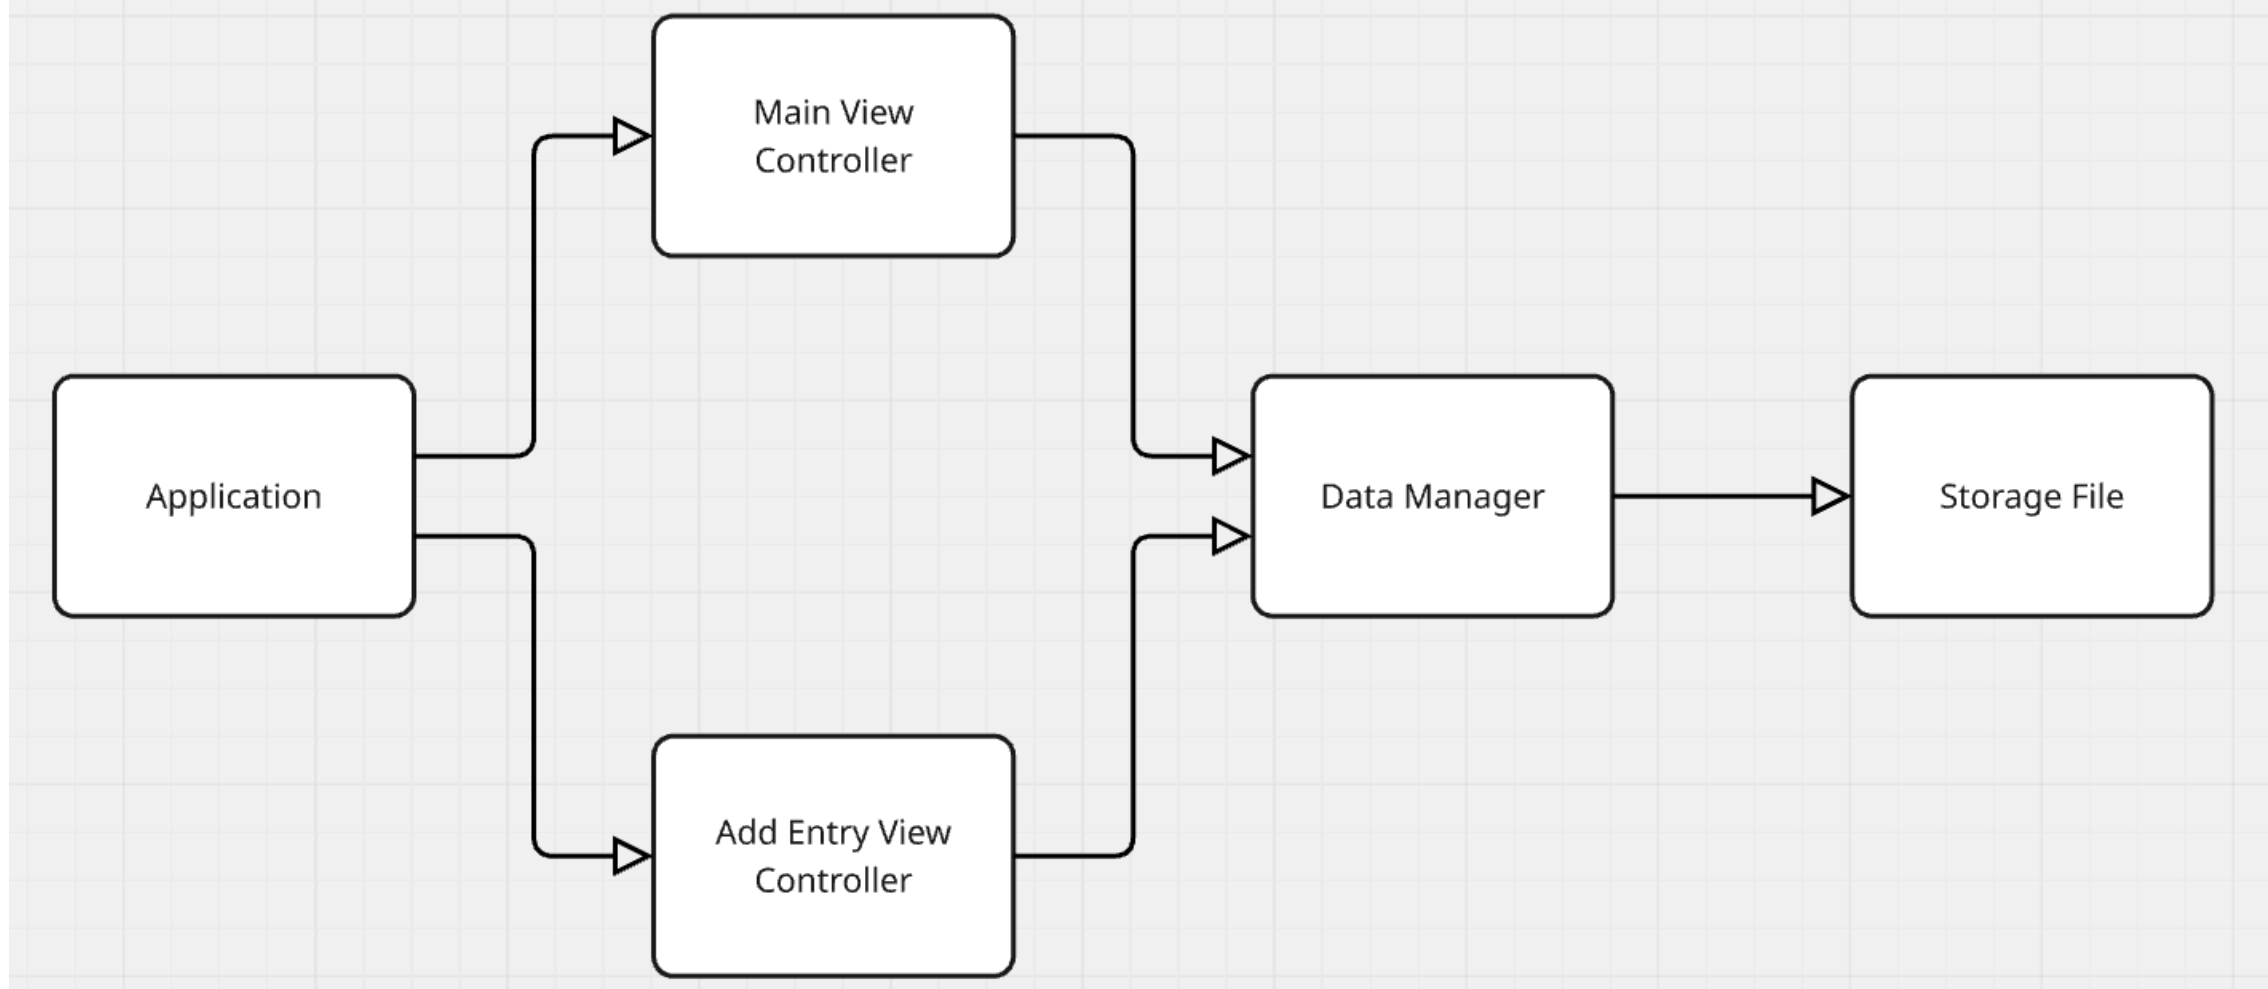 Main View
Controller
Application
Data Manager
Storage File
Add Entry View
Controller